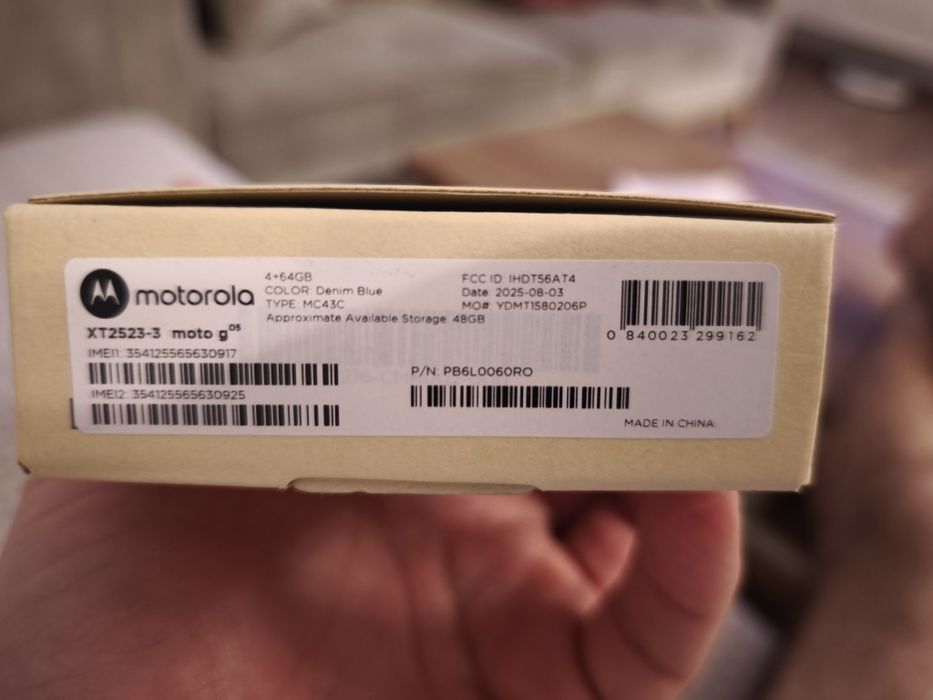 motorola
XT2523-3 moto g05
4+64GB
COLOR: Denim Blue
TYPE: MC43C
Approximate Available Storage: 48GB
FCC ID: IHDT56AT4
Date: 2025-08-03
MO#: YDMT1580206P
0 840023 299162
IMEI1: 354125565630917
IMEI2: 354125565630925
P/N: PB6L0060RO
MADE IN CHINA